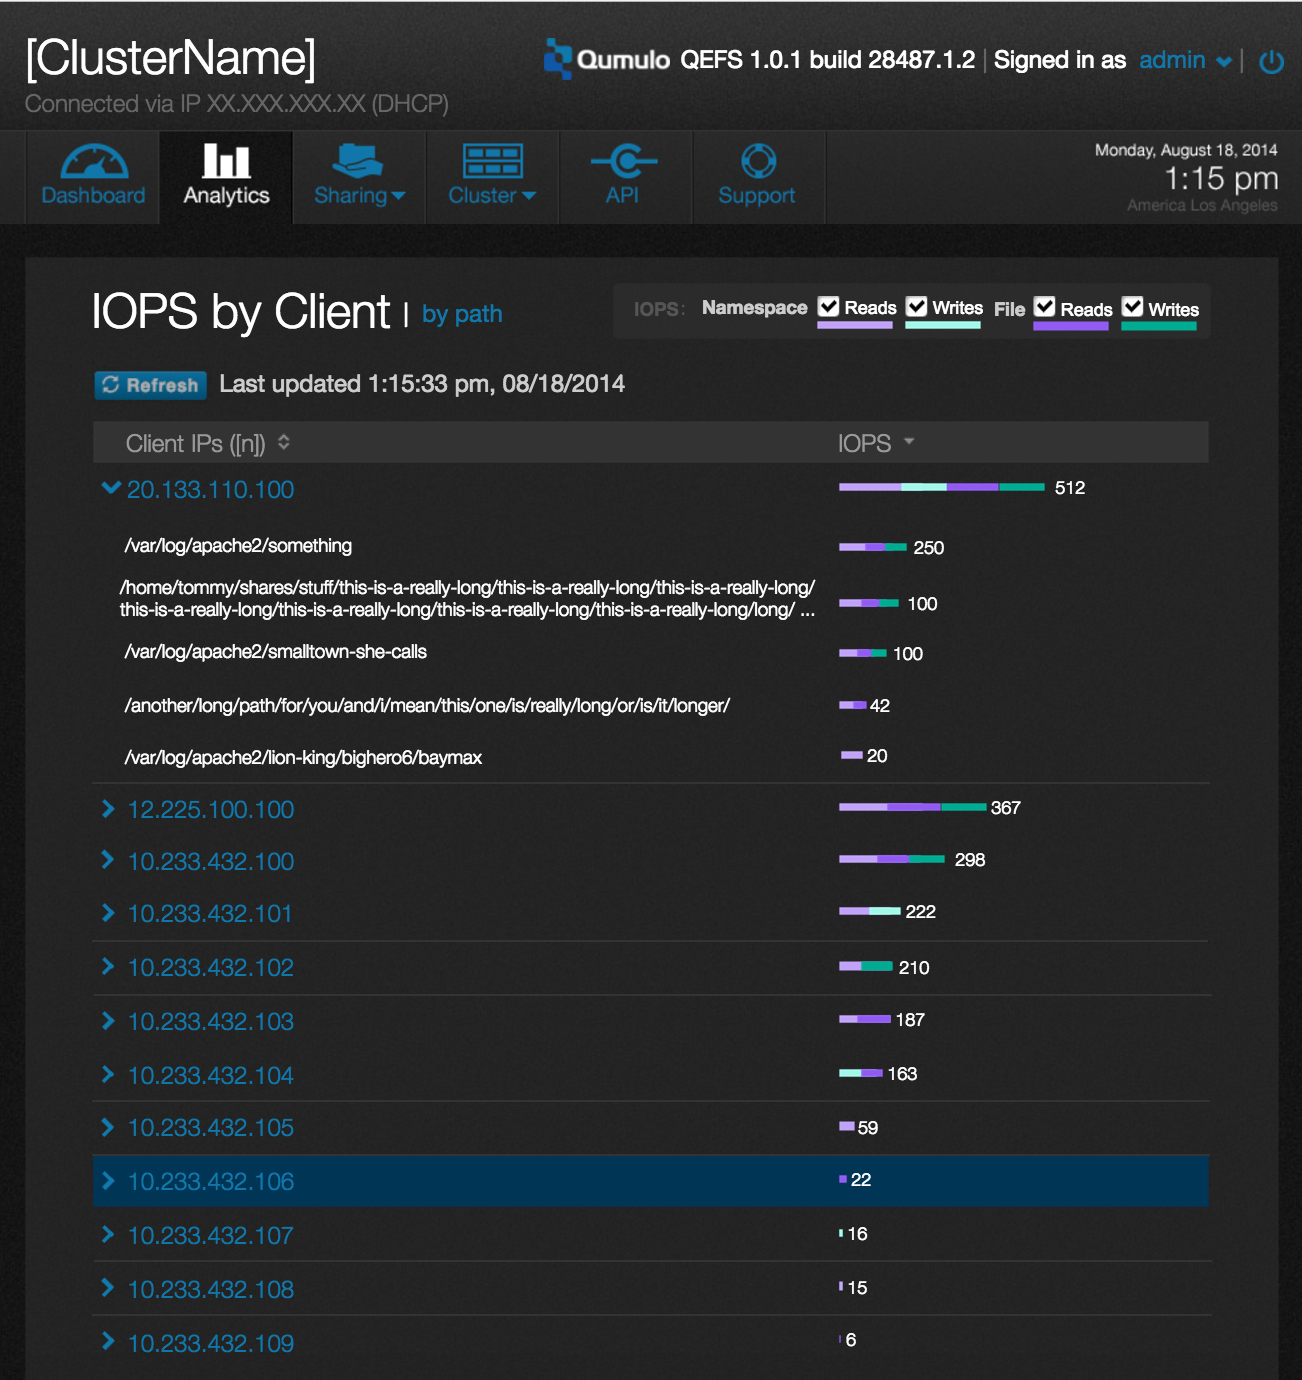 [ClusterName]
Qumulo QEFS 1.0.1 build 28487.1.2 | Signed in as admin |
Connected via IP XX.XXX.XXX.XX (DHCP)
Dashboard
Analytics
Sharing
Cluster
API
Support
Monday, August 18, 2014
1:15 pm
America Los Angeles
IOPS by Client | by path
IOPS: Namespace Reads Writes File Reads Writes
Refresh Last updated 1:15:33 pm, 08/18/2014
Client IPs ([n]) IOPS
20.133.110.100 512
/var/log/apache2/something 250
/home/tommy/shares/stuff/this-is-a-really-long/this-is-a-really-long/this-is-a-really-long/
this-is-a-really-long/this-is-a-really-long/this-is-a-really-long/this-is-a-really-long/long/ ... 100
/var/log/apache2/smalltown-she-calls 100
/another/long/path/for/you/and/i/mean/this/one/is/really/long/or/is/it/longer/ 42
/var/log/apache2/lion-king/bighero6/baymax 20
12.225.100.100 367
10.233.432.100 298
10.233.432.101 222
10.233.432.102 210
10.233.432.103 187
10.233.432.104 163
10.233.432.105 59
10.233.432.106 22
10.233.432.107 16
10.233.432.108 15
10.233.432.109 6